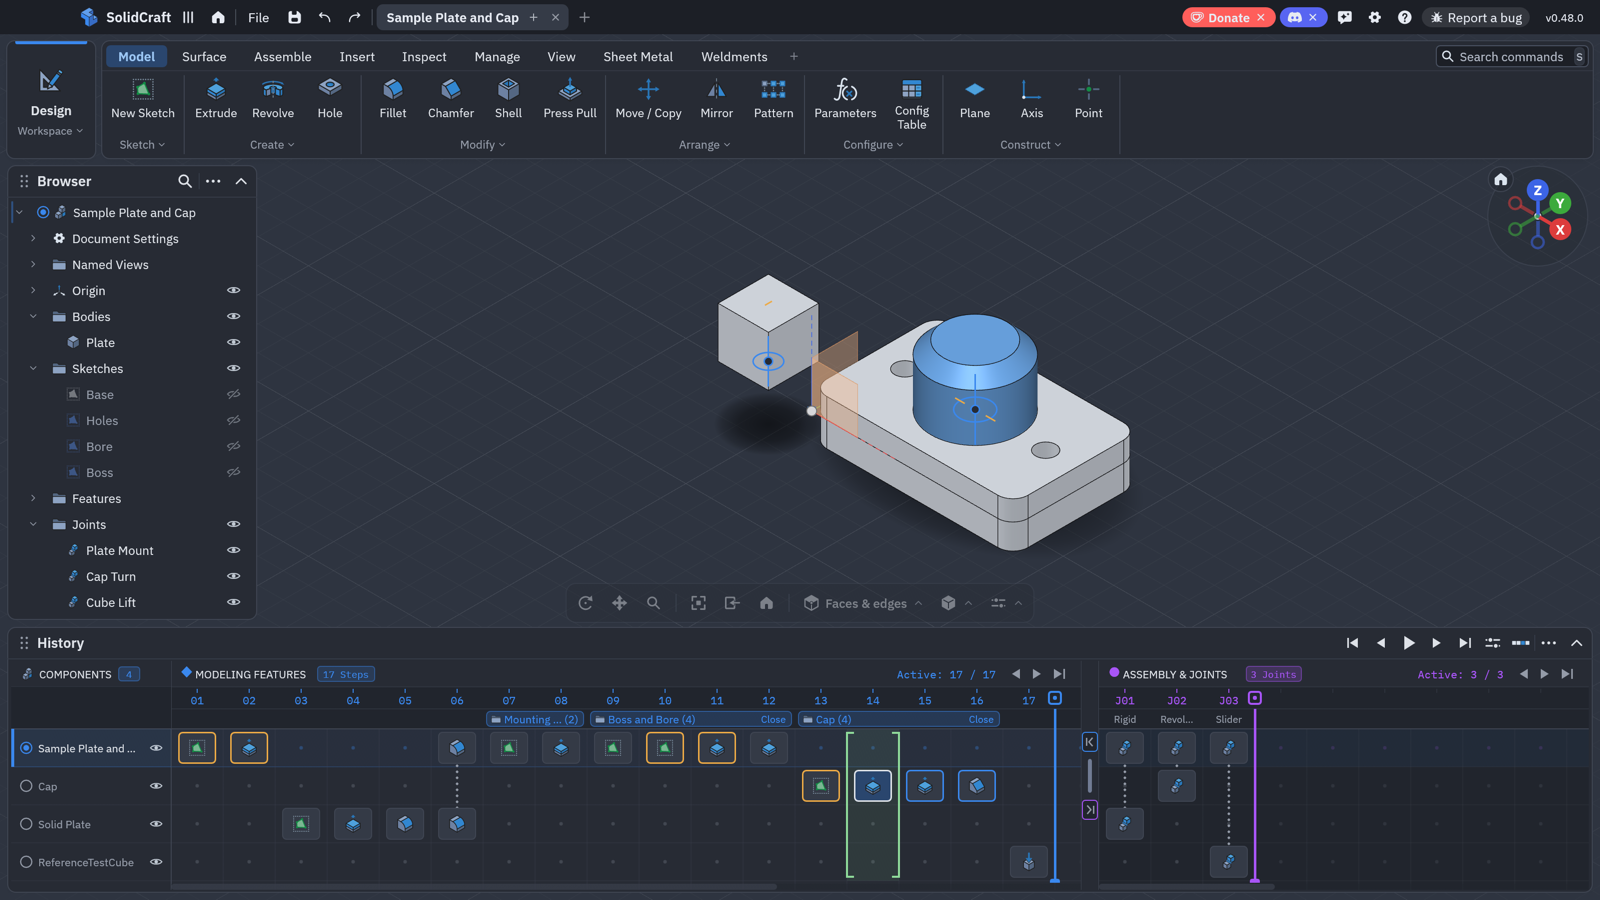 SolidCraft
File
Sample Plate and Cap
Donate
Report a bug
v0.48.0
Design
Workspace
Model
Surface
Assemble
Insert
Inspect
Manage
View
Sheet Metal
Weldments
Search commands
S
New Sketch
Extrude
Revolve
Hole
Fillet
Chamfer
Shell
Press Pull
Move / Copy
Mirror
Pattern
Parameters
Config
Table
Plane
Axis
Point
Sketch
Create
Modify
Arrange
Configure
Construct
Browser
Sample Plate and Cap
Document Settings
Named Views
Origin
Bodies
Plate
Sketches
Base
Holes
Bore
Boss
Features
Joints
Plate Mount
Cap Turn
Cube Lift
Z
Y
X
Faces & edges
History
COMPONENTS 4
MODELING FEATURES 17 Steps
Active: 17 / 17
ASSEMBLY & JOINTS 3 Joints
Active: 3 / 3
01 02 03 04 05 06 07 08 09 10 11 12 13 14 15 16 17
J01 J02 J03
Mounting ... (2)
Boss and Bore (4) Close
Cap (4) Close
Rigid Revol... Slider
Sample Plate and ...
Cap
Solid Plate
ReferenceTestCube